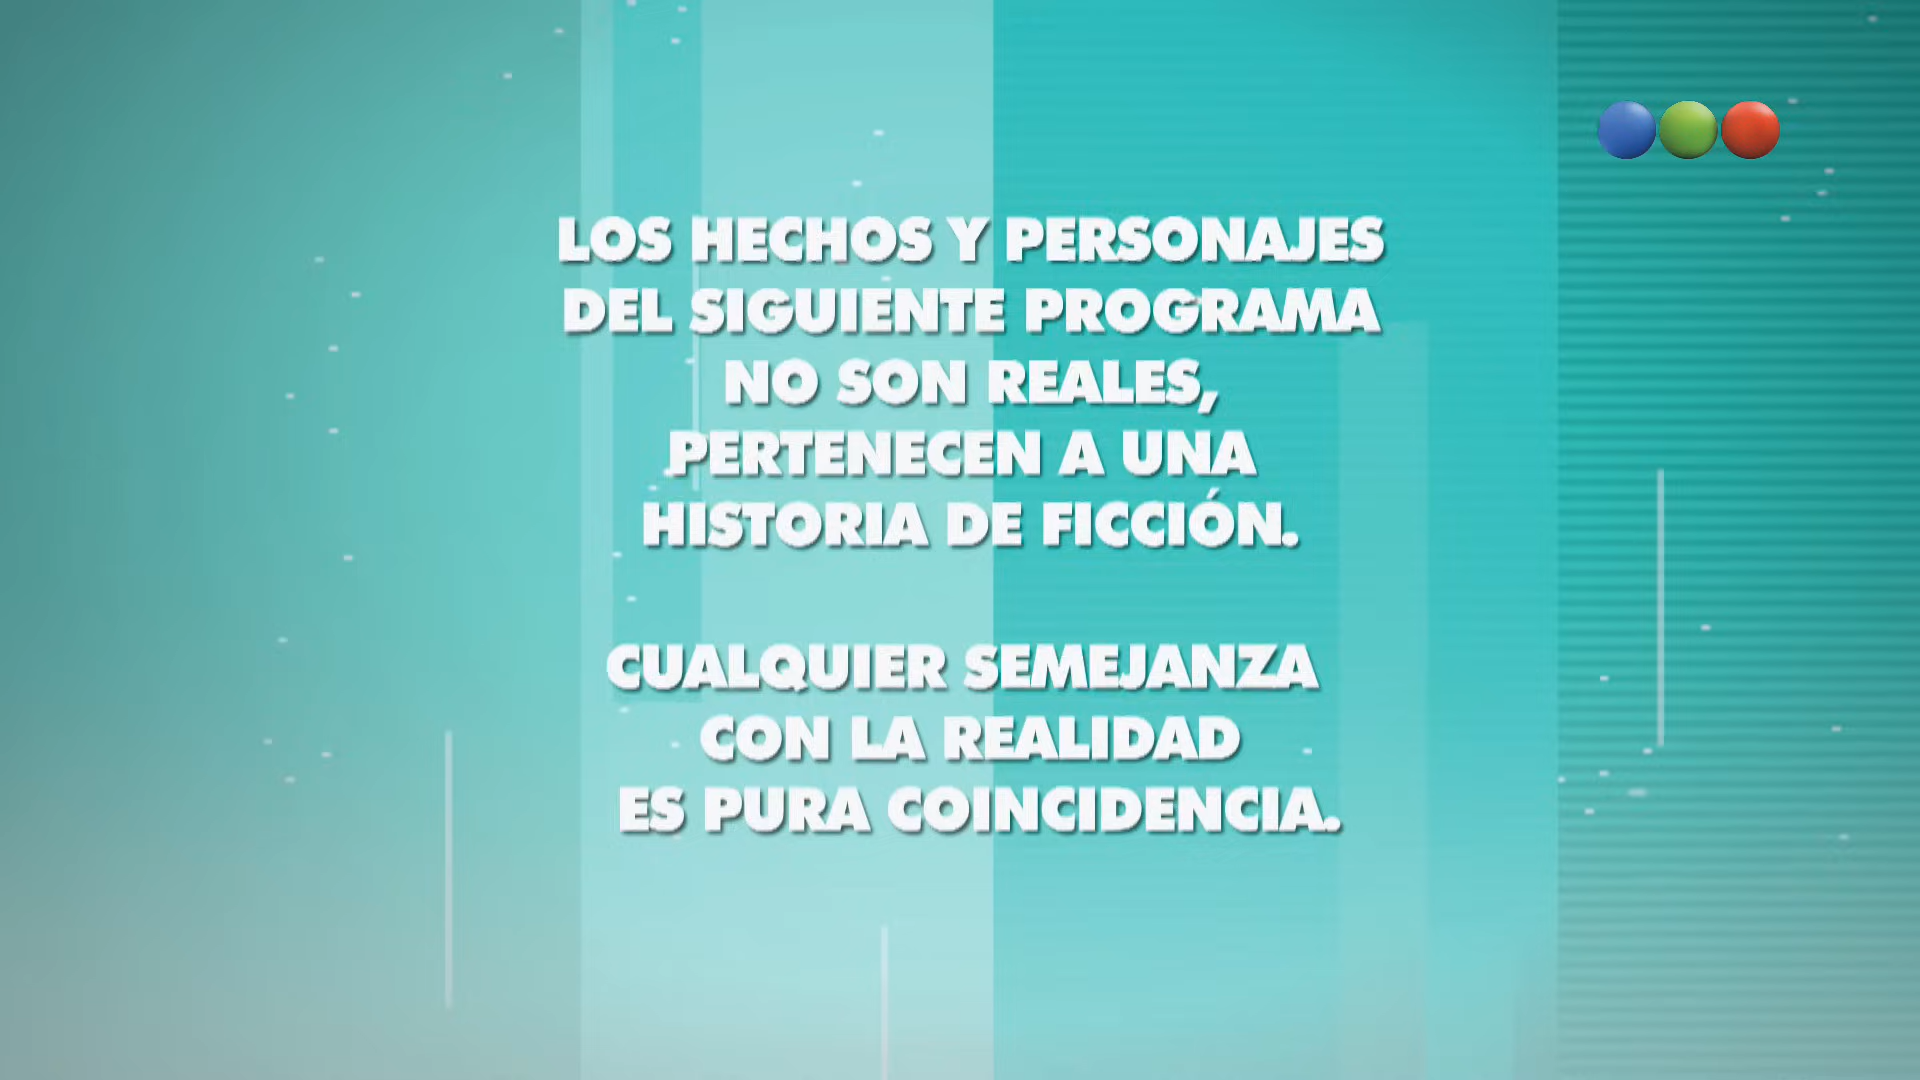 LOS HECHOS Y PERSONAJES
DEL SIGUIENTE PROGRAMA
NO SON REALES,
PERTENECEN A UNA
HISTORIA DE FICCIÓN.
CUALQUIER SEMEJANZA
CON LA REALIDAD
ES PURA COINCIDENCIA.